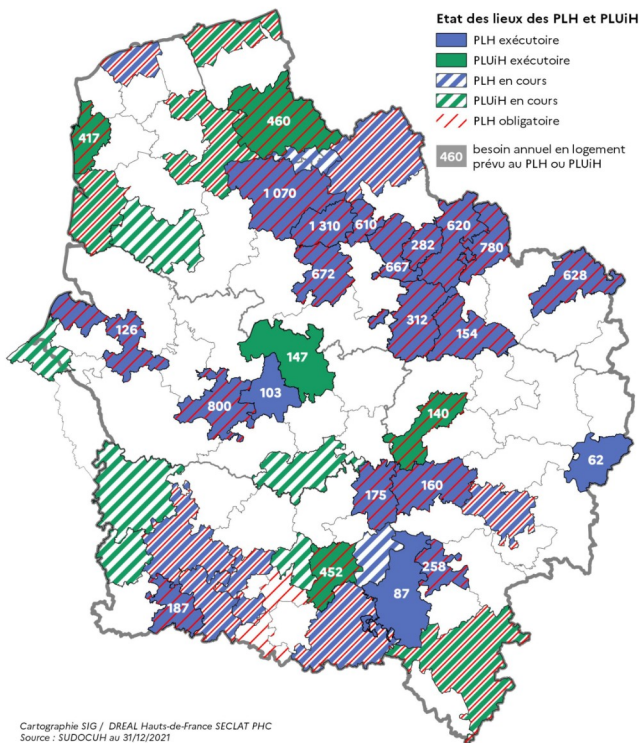 Etat des lieux des PLH et PLUiH
PLH exécutoire
PLUiH exécutoire
PLH en cours
PLUiH en cours
PLH obligatoire
460 besoin annuel en logement
prévu au PLH ou PLUiH
460
417
1 070
1 310
610
620
282
780
667
672
628
312
154
126
147
103
800
140
62
175
160
452
258
87
187
Cartographie SIG / DREAL Hauts-de-France SECLAT PHC
Source : SUDOCUH au 31/12/2021